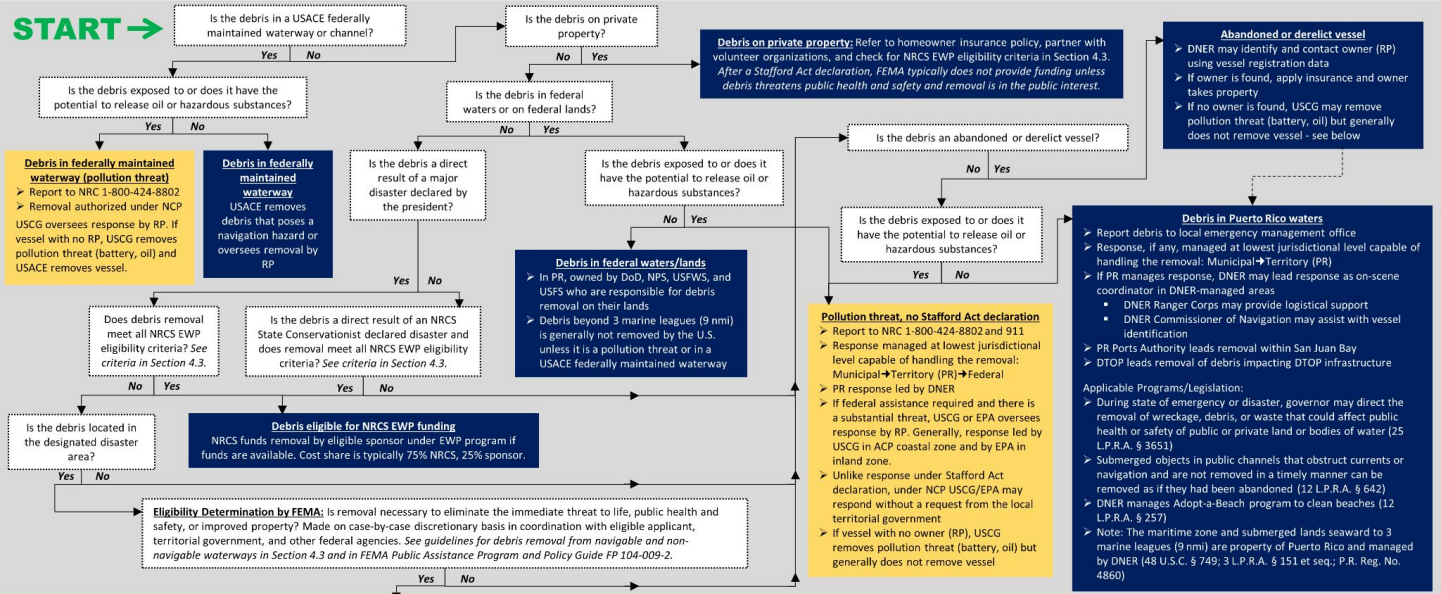 START
Is the debris in a USACE federally
maintained waterway or channel?
Yes No
Is the debris on private
property?
No Yes
Debris on private property: Refer to homeowner insurance policy, partner with
volunteer organizations, and check for NRCS EWP eligibility criteria in Section 4.3.
After a Stafford Act declaration, FEMA typically does not provide funding unless
debris threatens public health and safety and removal is in the public interest.
Abandoned or derelict vessel
➢ DNER may identify and contact owner (RP)
using vessel registration data
➢ If owner is found, apply insurance and owner
takes property
➢ If no owner is found, USCG may remove
pollution threat (battery, oil) but generally
does not remove vessel - see below
Is the debris exposed to or does it have the
potential to release oil or hazardous substances?
Yes No
Is the debris in federal
waters or on federal lands?
No Yes
Is the debris an abandoned or derelict vessel?
No Yes
Debris in federally maintained
waterway (pollution threat)
➢ Report to NRC 1-800-424-8802
➢ Removal authorized under NCP
USCG oversees response by RP. If
vessel with no RP, USCG removes
pollution threat (battery, oil) and
USACE removes vessel.
Debris in federally
maintained
waterway
USACE removes
debris that poses a
navigation hazard or
oversees removal by
RP
Is the debris a direct
result of a major
disaster declared by
the president?
Yes No
Is the debris exposed to or does it
have the potential to release oil or
hazardous substances?
No Yes
Is the debris exposed to or does it
have the potential to release oil or
hazardous substances?
Yes No
Debris in federal waters/lands
➢ In PR, owned by DoD, NPS, USFWS, and
USFS who are responsible for debris
removal on their lands
➢ Debris beyond 3 marine leagues (9 nmi)
is generally not removed by the U.S.
unless it is a pollution threat or in a
USACE federally maintained waterway
Does debris removal
meet all NRCS EWP
eligibility criteria? See
criteria in Section 4.3.
No Yes
Is the debris a direct result of an NRCS
State Conservationist declared disaster and
does removal meet all NRCS EWP eligibility
criteria? See criteria in Section 4.3.
Yes No
Debris eligible for NRCS EWP funding
NRCS funds removal by eligible sponsor under EWP program if
funds are available. Cost share is typically 75% NRCS, 25% sponsor.
Is the debris located in
in the designated disaster
area?
Yes No
Eligibility Determination by FEMA: Is removal necessary to eliminate the immediate threat to life, public health and
safety, or improved property? Made on case-by-case discretionary basis in coordination with eligible applicant,
territorial government, and other federal agencies. See guidelines for debris removal from navigable and non-
navigable waterways in Section 4.3 and in FEMA Public Assistance Program and Policy Guide FP 104-009-2.
Yes No
Pollution threat, no Stafford Act declaration
➢ Report to NRC 1-800-424-8802 and 911
➢ Response managed at lowest jurisdictional
level capable of handling the removal:
Municipal➔Territory (PR)➔Federal
➢ PR response led by DNER
➢ If federal assistance required and there is
a substantial threat, USCG or EPA oversees
response by RP. Generally, response led by
USCG in ACP coastal zone and by EPA in
inland zone.
➢ Unlike response under Stafford Act
declaration, under NCP USCG/EPA may
respond without a request from the local
territorial government
➢ If vessel with no owner (RP), USCG
removes pollution threat (battery, oil) but
generally does not remove vessel
Debris in Puerto Rico waters
➢ Report debris to local emergency management office
➢ Response, if any, managed at lowest jurisdictional level capable of
handling the removal: Municipal➔Territory (PR)
➢ If PR manages response, DNER may lead response as on-scene
coordinator in DNER-managed areas
▪ DNER Ranger Corps may provide logistical support
▪ DNER Commissioner of Navigation may assist with vessel
identification
➢ PR Ports Authority leads removal within San Juan Bay
➢ DTOP leads removal of debris impacting DTOP infrastructure
Applicable Programs/Legislation:
➢ During state of emergency or disaster, governor may direct the
removal of wreckage, debris, or waste that could affect public
health or safety of public or private land or bodies of water (25
L.P.R.A. § 3651)
➢ Submerged objects in public channels that obstruct currents or
navigation and are not removed in a timely manner can be
removed as if they had been abandoned (12 L.P.R.A. § 642)
➢ DNER manages Adopt-a-Beach program to clean beaches (12
L.P.R.A. § 257)
➢ Note: The maritime zone and submerged lands seaward to 3
marine leagues (9 nmi) are property of Puerto Rico and managed
by DNER (48 U.S.C. § 749; 3 L.P.R.A. § 151 et seq.; P.R. Reg. No.
4860)